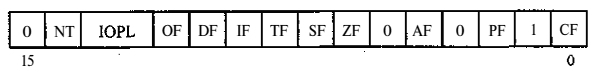 0 NT IOPL OF DF IF TF SF ZF 0 AF 0 PF 1 CF
15 0